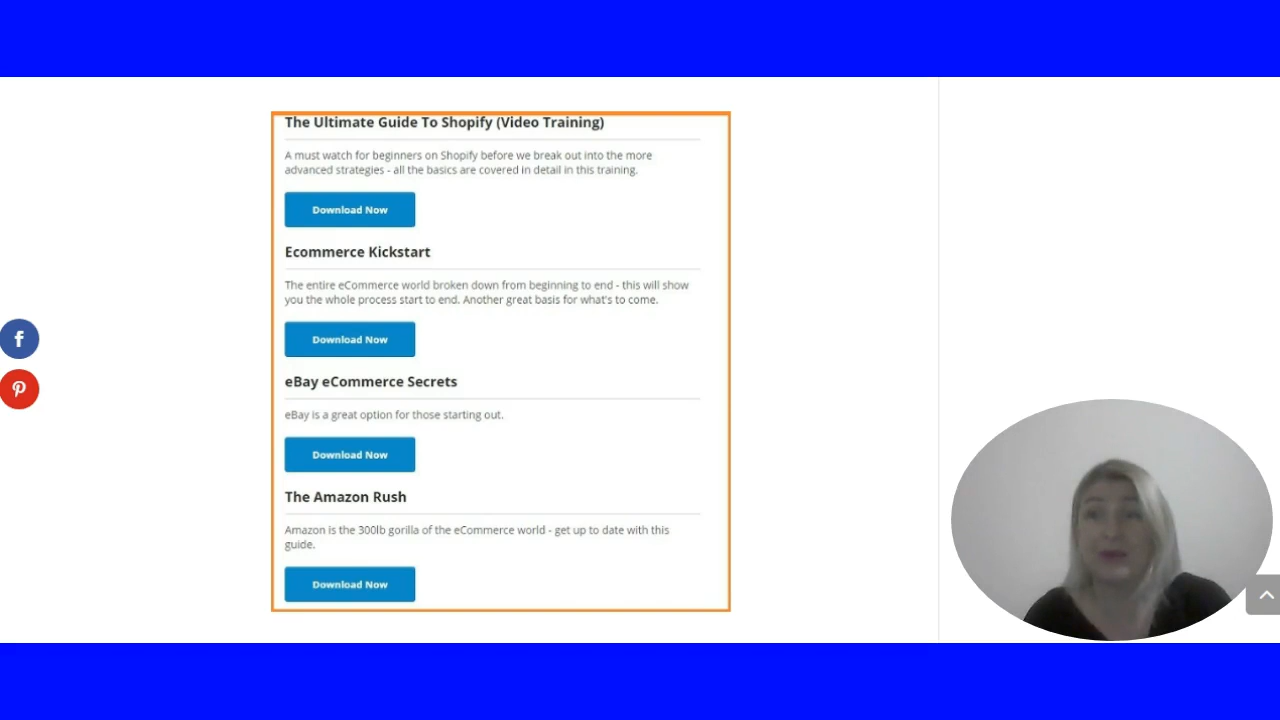 The Ultimate Guide To Shopify (Video Training)
A must watch for beginners on Shopify before we break out into the more
advanced strategies - all the basics are covered in detail in this training.
Download Now
Ecommerce Kickstart
The entire eCommerce world broken down from beginning to end - this will show
you the whole process start to end. Another great basis for what's to come.
Download Now
eBay eCommerce Secrets
eBay is a great option for those starting out.
Download Now
The Amazon Rush
Amazon is the 300lb gorilla of the eCommerce world - get up to date with this
guide.
Download Now